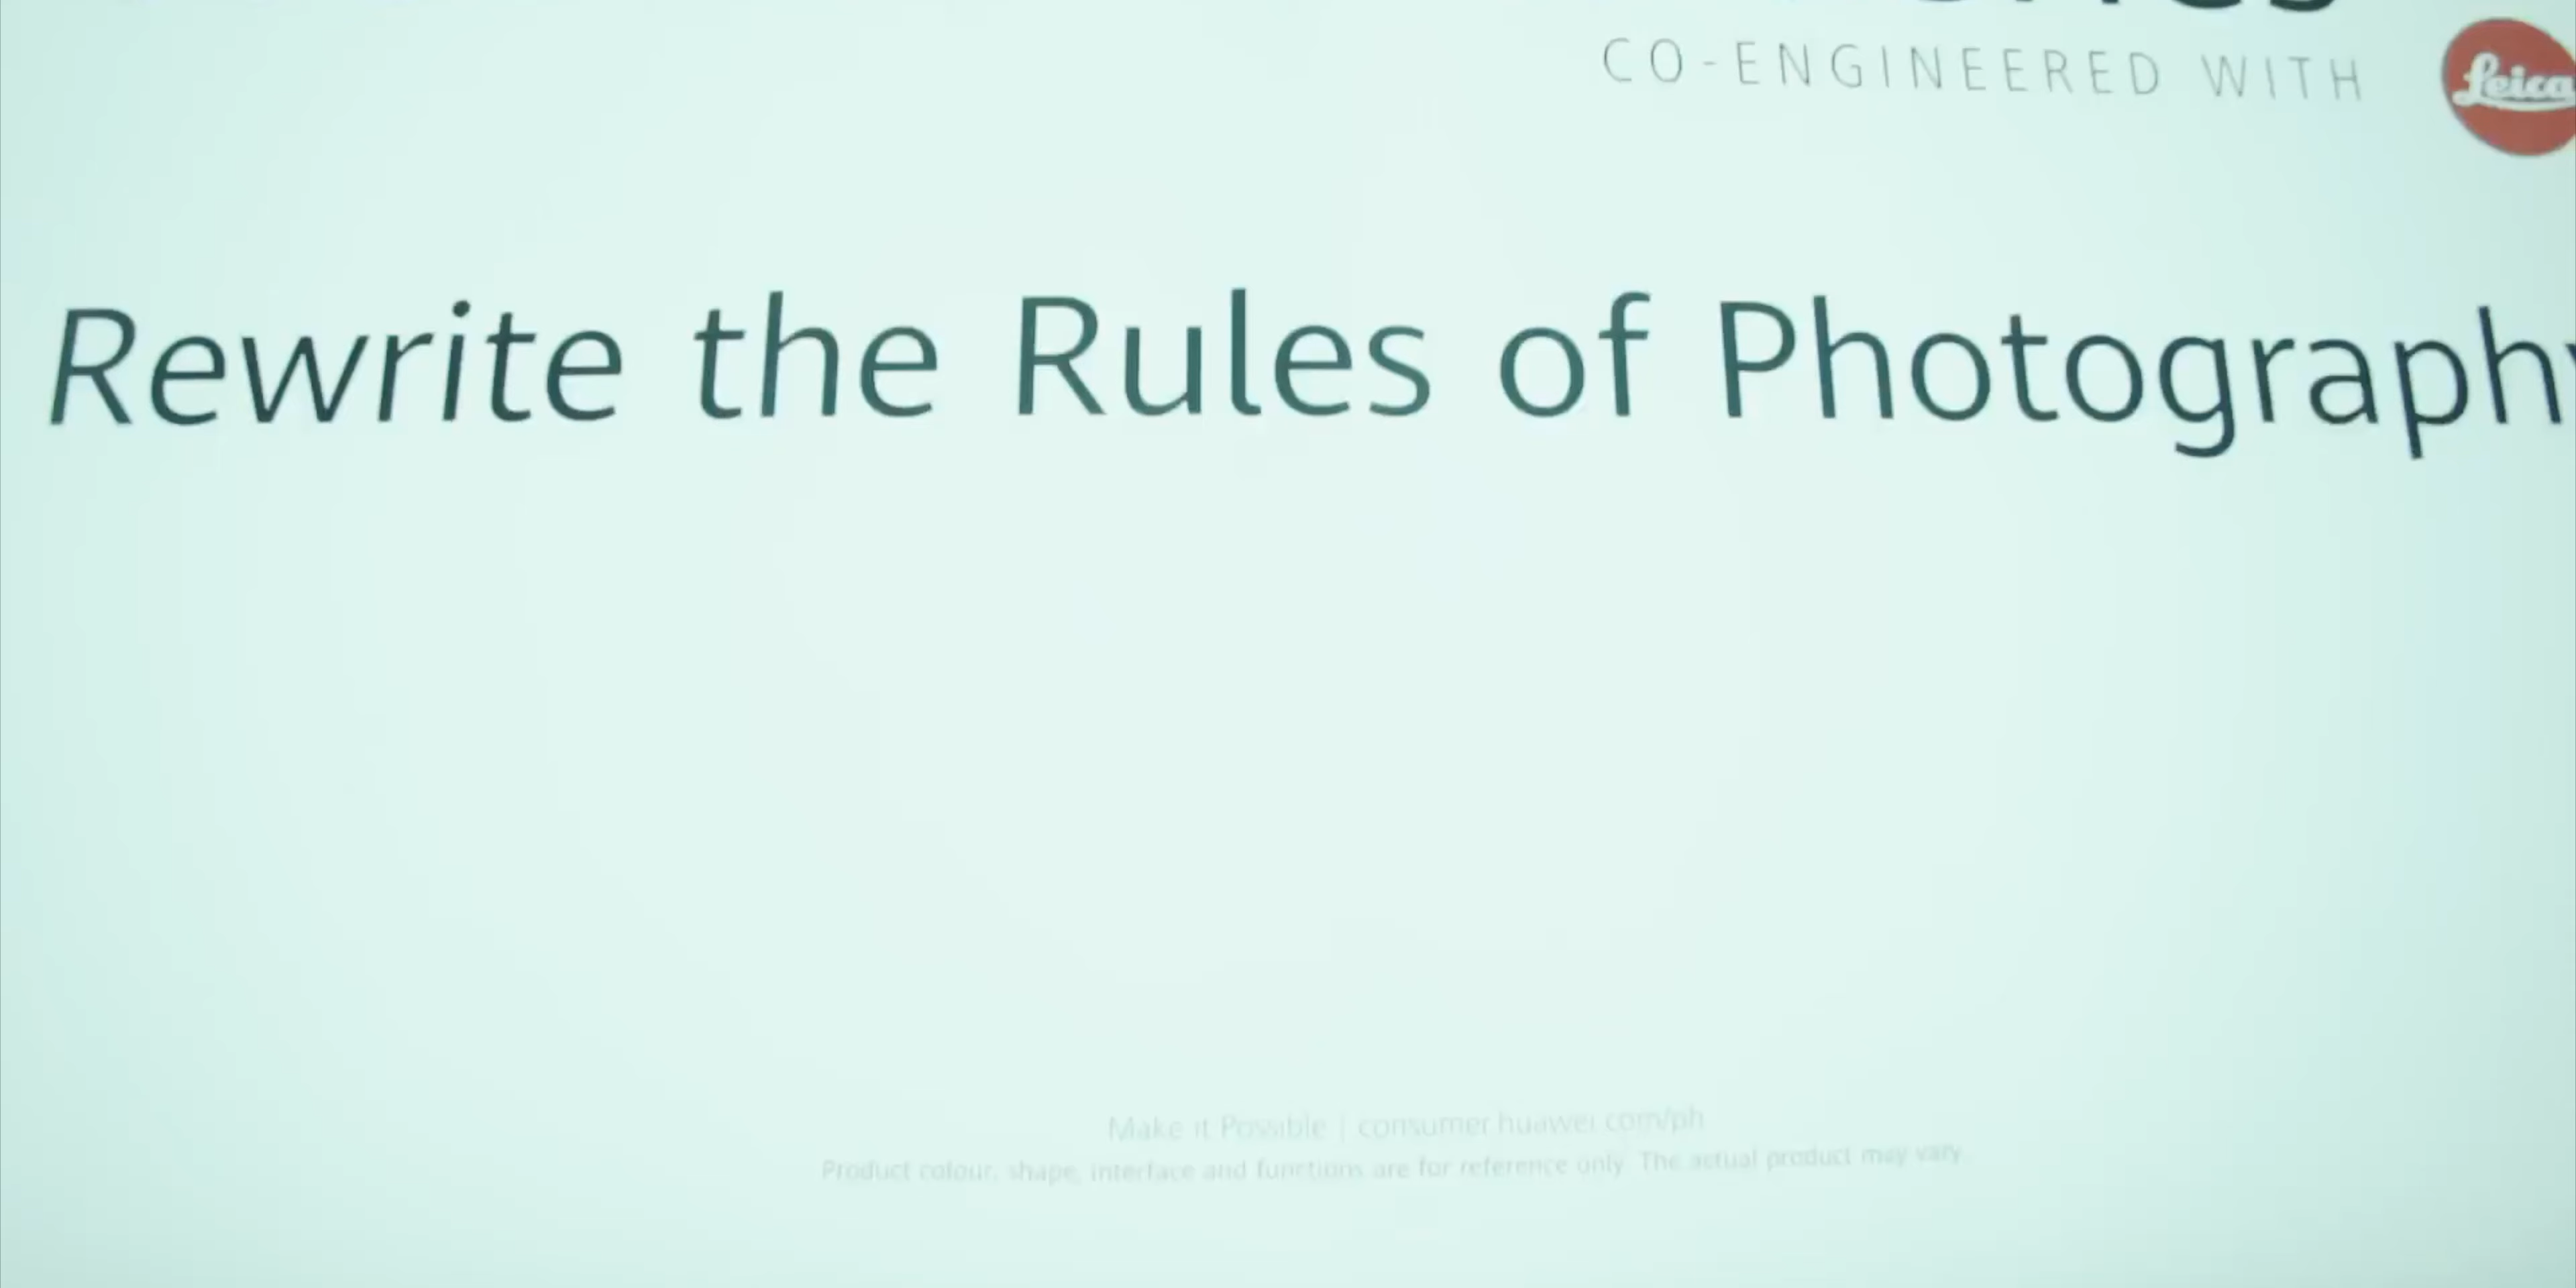 CO-ENGINEERED WITH
Leica
Rewrite the Rules of Photography
Make it Possible | consumer.huawei.com/ph
Product colour, shape, interface and functions are for reference only. The actual product may vary.